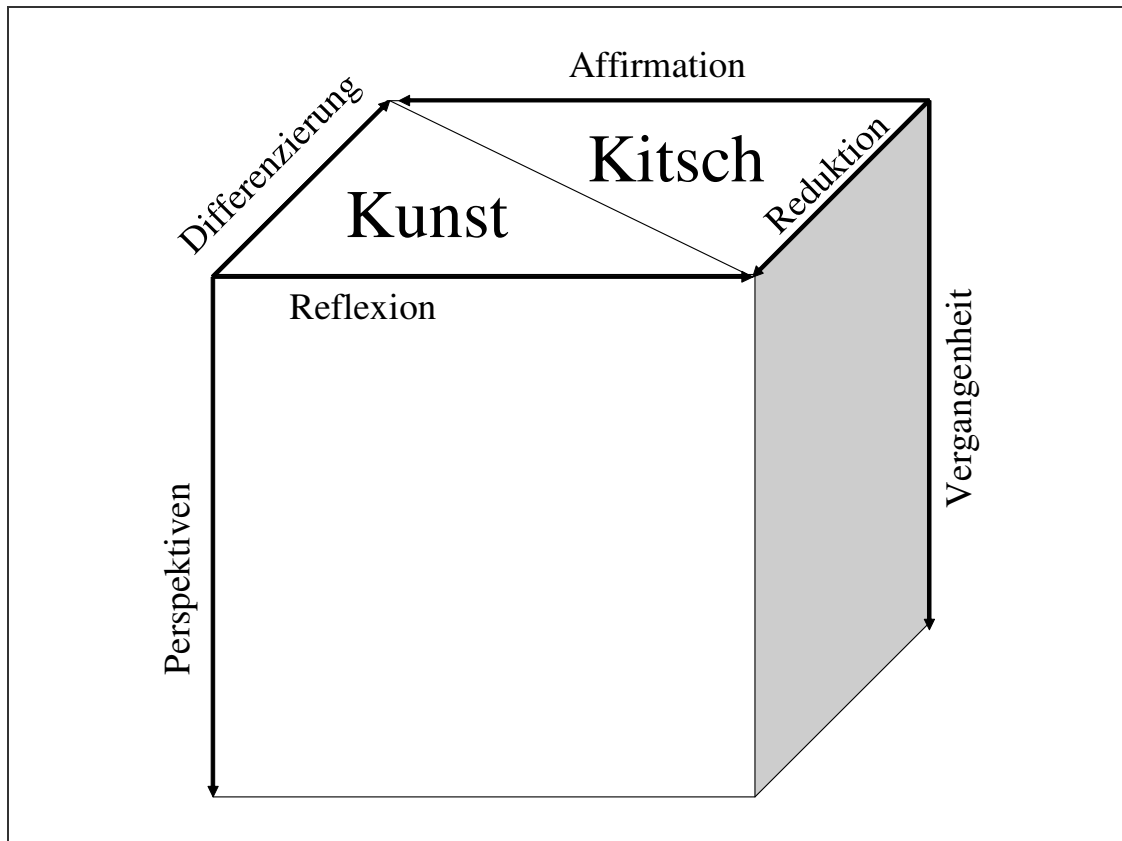 Affirmation
Differenzierung
Kitsch
Reduktion
Kunst
Reflexion
Vergangenheit
Perspektiven